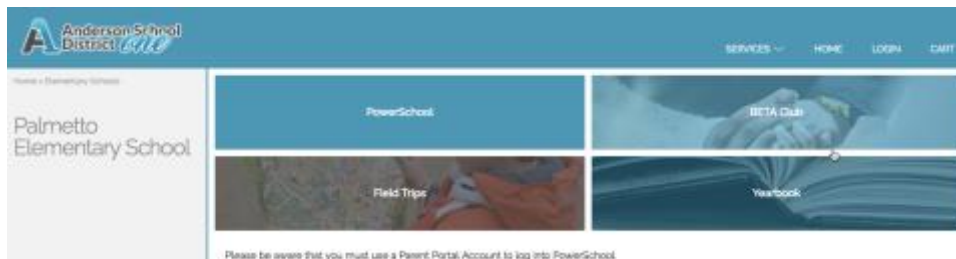 Anderson School
District one
SERVICES
HOME
LOGIN
CART
Home » Elementary Schools
Palmetto
Elementary School
PowerSchool
BETA Club
Field Trips
Yearbook
Please be aware that you must use a Parent Portal Account to log into PowerSchool